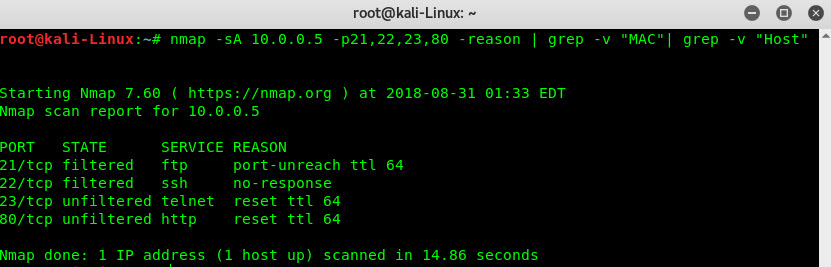 root@kali-Linux: ~
root@kali-Linux:~# nmap -sA 10.0.0.5 -p21,22,23,80 -reason | grep -v "MAC"| grep -v "Host"
Starting Nmap 7.60 ( https://nmap.org ) at 2018-08-31 01:33 EDT
Nmap scan report for 10.0.0.5
PORT   STATE      SERVICE REASON
21/tcp filtered   ftp     port-unreach ttl 64
22/tcp filtered   ssh     no-response
23/tcp unfiltered telnet  reset ttl 64
80/tcp unfiltered http    reset ttl 64
Nmap done: 1 IP address (1 host up) scanned in 14.86 seconds